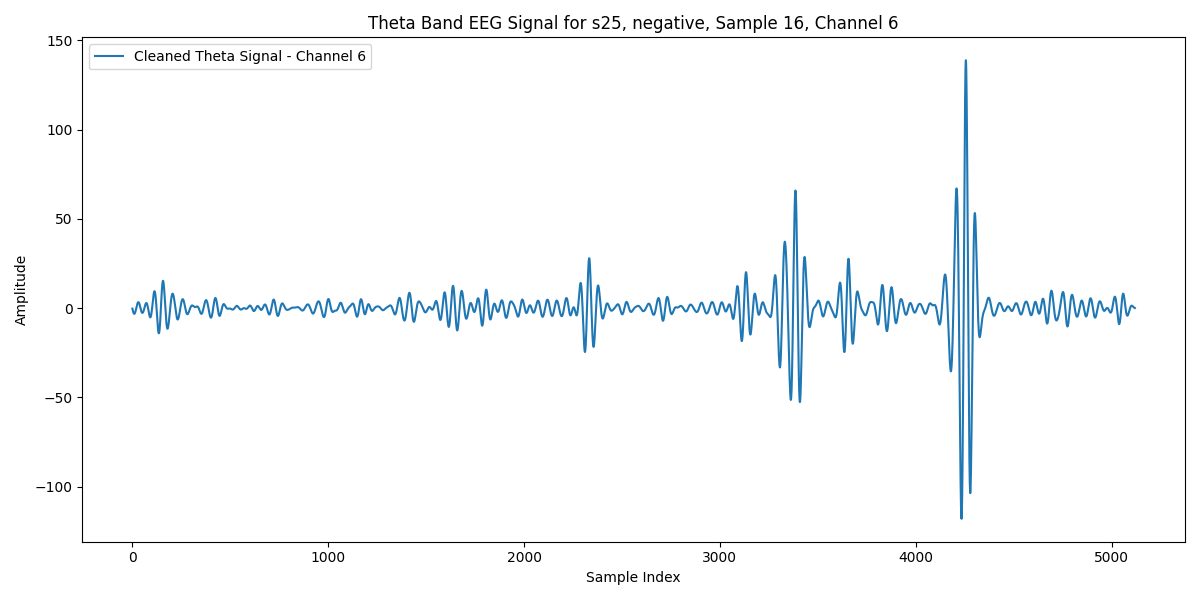 Theta Band EEG Signal for s25, negative, Sample 16, Channel 6
Cleaned Theta Signal - Channel 6
150
100
50
0
−50
−100
Amplitude
0 1000 2000 3000 4000 5000
Sample Index